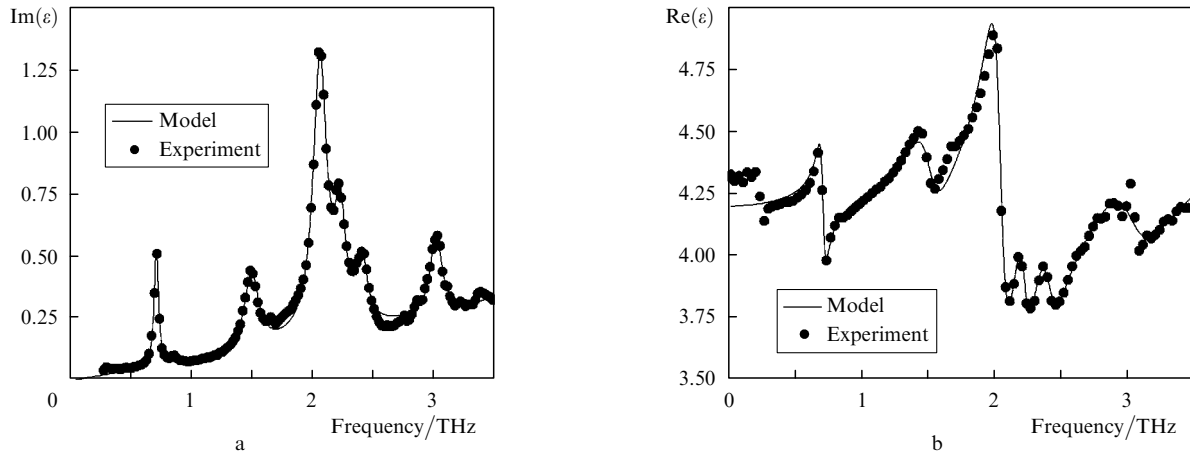 Im(ε)
1.25
1.00
0.75
0.50
0.25
0
1
2
3
Frequency/THz
Model
Experiment
a
Re(ε)
4.75
4.50
4.25
4.00
3.75
3.50
0
1
2
3
Frequency/THz
Model
Experiment
b